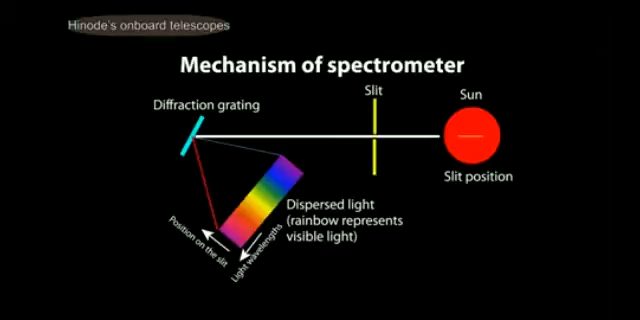 Hinode's onboard telescopes
Mechanism of spectrometer
Slit
Sun
Diffraction grating
Slit position
Dispersed light
(rainbow represents
visible light)
Position on the slit
Light wavelengths